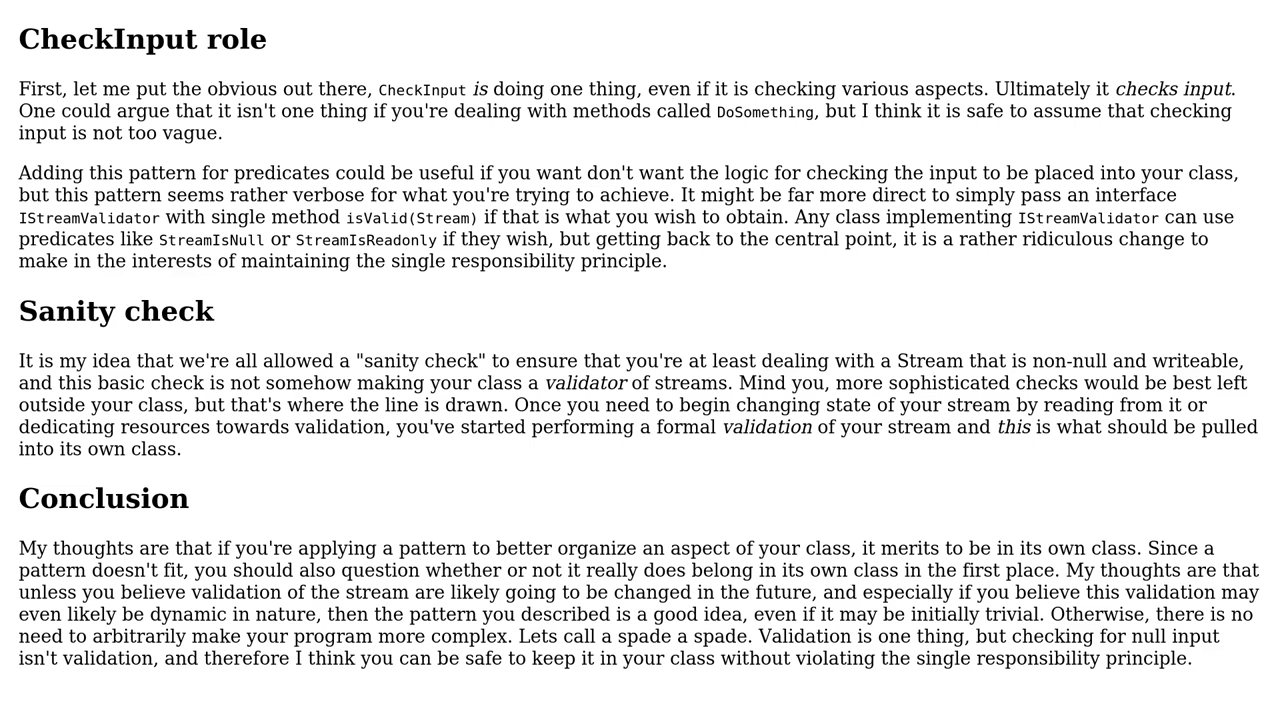 CheckInput role
First, let me put the obvious out there, CheckInput is doing one thing, even if it is checking various aspects. Ultimately it checks input.
One could argue that it isn't one thing if you're dealing with methods called DoSomething, but I think it is safe to assume that checking
input is not too vague.
Adding this pattern for predicates could be useful if you want don't want the logic for checking the input to be placed into your class,
but this pattern seems rather verbose for what you're trying to achieve. It might be far more direct to simply pass an interface
IStreamValidator with single method isValid(Stream) if that is what you wish to obtain. Any class implementing IStreamValidator can use
predicates like StreamIsNull or StreamIsReadonly if they wish, but getting back to the central point, it is a rather ridiculous change to
make in the interests of maintaining the single responsibility principle.
Sanity check
It is my idea that we're all allowed a "sanity check" to ensure that you're at least dealing with a Stream that is non-null and writeable,
and this basic check is not somehow making your class a validator of streams. Mind you, more sophisticated checks would be best left
outside your class, but that's where the line is drawn. Once you need to begin changing state of your stream by reading from it or
dedicating resources towards validation, you've started performing a formal validation of your stream and this is what should be pulled
into its own class.
Conclusion
My thoughts are that if you're applying a pattern to better organize an aspect of your class, it merits to be in its own class. Since a
pattern doesn't fit, you should also question whether or not it really does belong in its own class in the first place. My thoughts are that
unless you believe validation of the stream are likely going to be changed in the future, and especially if you believe this validation may
even likely be dynamic in nature, then the pattern you described is a good idea, even if it may be initially trivial. Otherwise, there is no
need to arbitrarily make your program more complex. Lets call a spade a spade. Validation is one thing, but checking for null input
isn't validation, and therefore I think you can be safe to keep it in your class without violating the single responsibility principle.